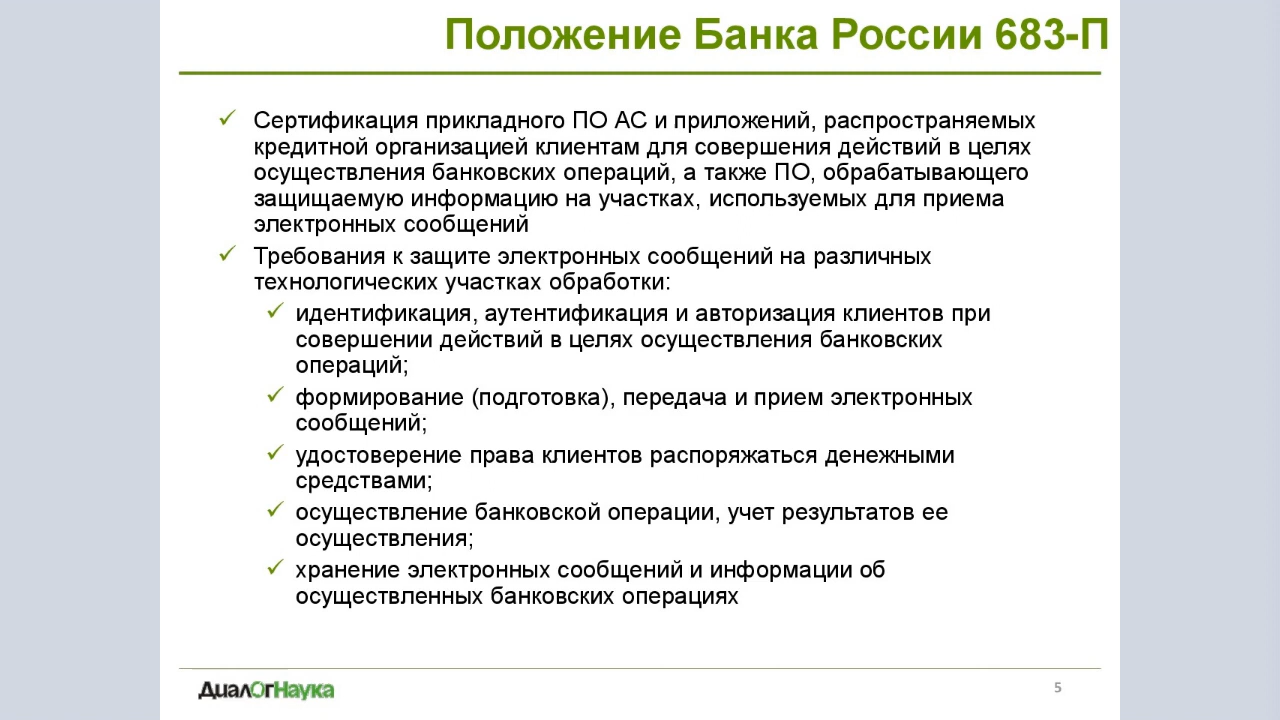 Положение Банка России 683-П
Сертификация прикладного ПО АС и приложений, распространяемых
кредитной организацией клиентам для совершения действий в целях
осуществления банковских операций, а также ПО, обрабатывающего
защищаемую информацию на участках, используемых для приема
электронных сообщений
Требования к защите электронных сообщений на различных
технологических участках обработки:
идентификация, аутентификация и авторизация клиентов при
совершении действий в целях осуществления банковских
операций;
формирование (подготовка), передача и прием электронных
сообщений;
удостоверение права клиентов распоряжаться денежными
средствами;
осуществление банковской операции, учет результатов ее
осуществления;
хранение электронных сообщений и информации об
осуществленных банковских операциях
ДиалОгНаука
5